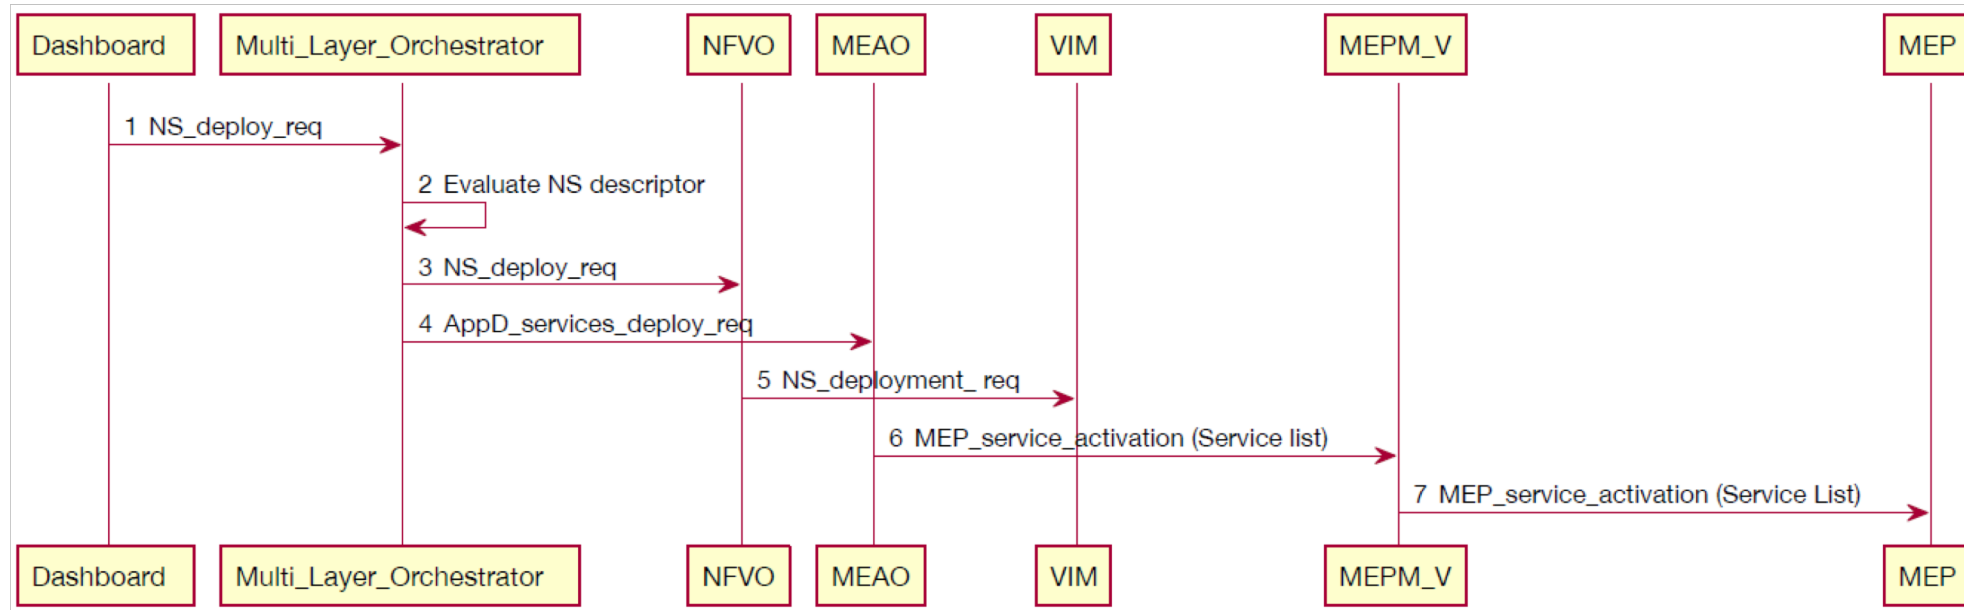 Dashboard Multi_Layer_Orchestrator NFVO MEAO VIM MEPM_V MEP
1 NS_deploy_req
2 Evaluate NS descriptor
3 NS_deploy_req
4 AppD_services_deploy_req
5 NS_deployment_ req
6 MEP_service_activation (Service list)
7 MEP_service_activation (Service List)
Dashboard Multi_Layer_Orchestrator NFVO MEAO VIM MEPM_V MEP